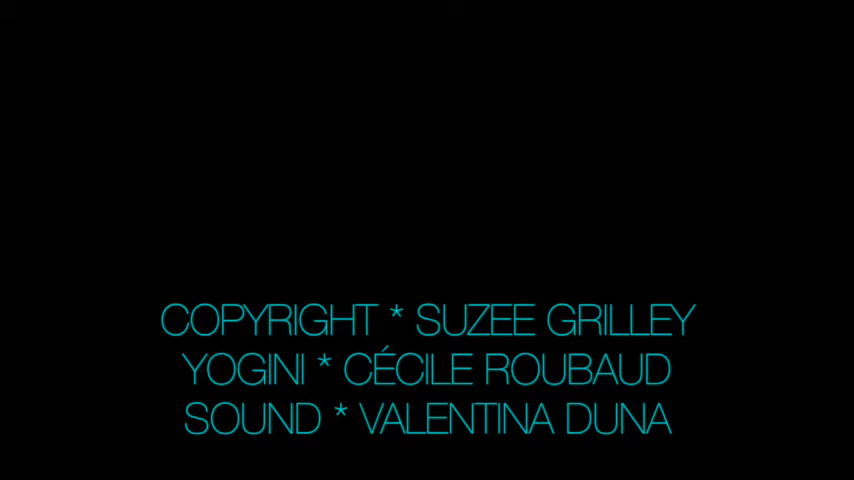 COPYRIGHT * SUZEE GRILLEY
YOGINI * CÉCILE ROUBAUD
SOUND * VALENTINA DUNA